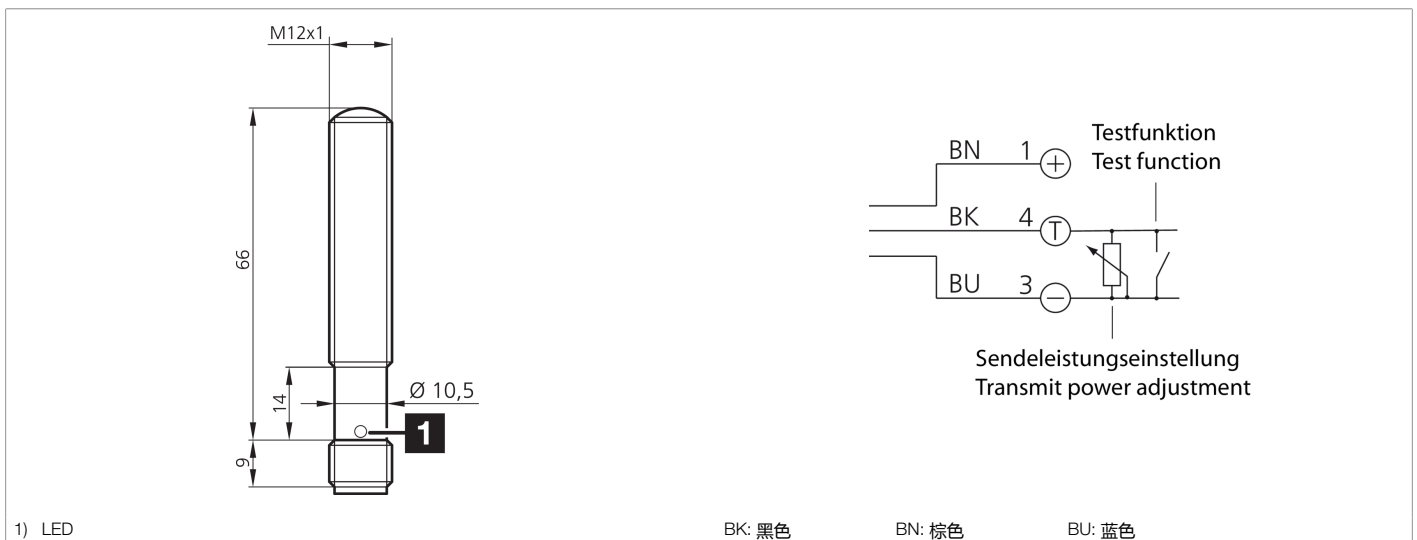 M12x1
66
14
Ø 10,5
1
9
BN 1 +
BK 4 T
BU 3 −
Testfunktion
Test function
Sendeleistungseinstellung
Transmit power adjustment
1) LED
BK: 黑色 BN: 棕色 BU: 蓝色